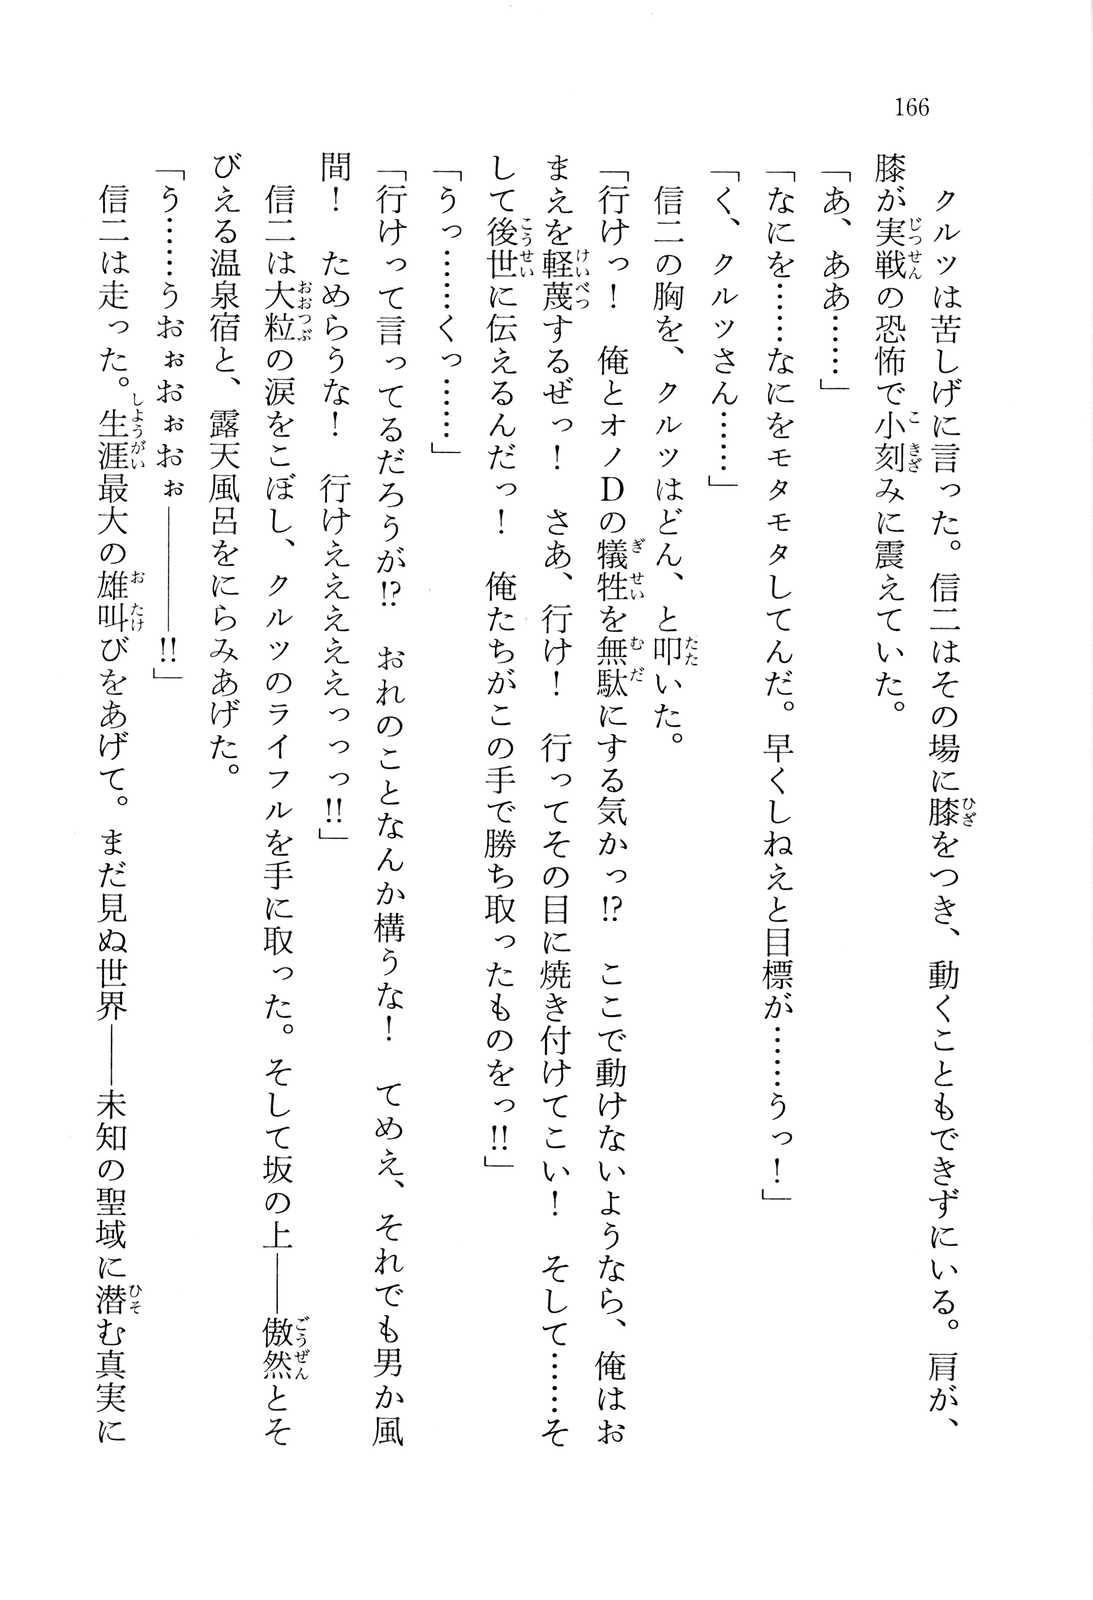 166
クルツは苦しげに言った。信二はその場に膝をつき、動くこともできずにいる。肩が、
膝が実戦の恐怖で小刻みに震えていた。
「あ、ああ……」
「なにを……なにをモタモタしてんだ。早くしねえと目標が……うっ！」
「く、クルツさん……」
信二の胸を、クルツはどん、と叩いた。
「行けっ！　俺とオノDの犠牲を無駄にする気かっ!?　ここで動けないようなら、俺はお
まえを軽蔑するぜっ！　さあ、行け！　行ってその目に焼き付けてこい！　そして……そ
して後世に伝えるんだっ！　俺たちがこの手で勝ち取ったものをっ!!」
「うっ……くっ……」
「行けって言ってるだろうが!?　おれのことなんか構うな！　てめえ、それでも男か風
間！　ためらうな！　行けえええええっっっ!!」
信二は大粒の涙をこぼし、クルツのライフルを手に取った。そして坂の上――傲然とそ
びえる温泉宿と、露天風呂をにらみあげた。
「う……うおぉおぉおぉ――――!!」
信二は走った。生涯最大の雄叫びをあげて。まだ見ぬ世界――未知の聖域に潜む真実に